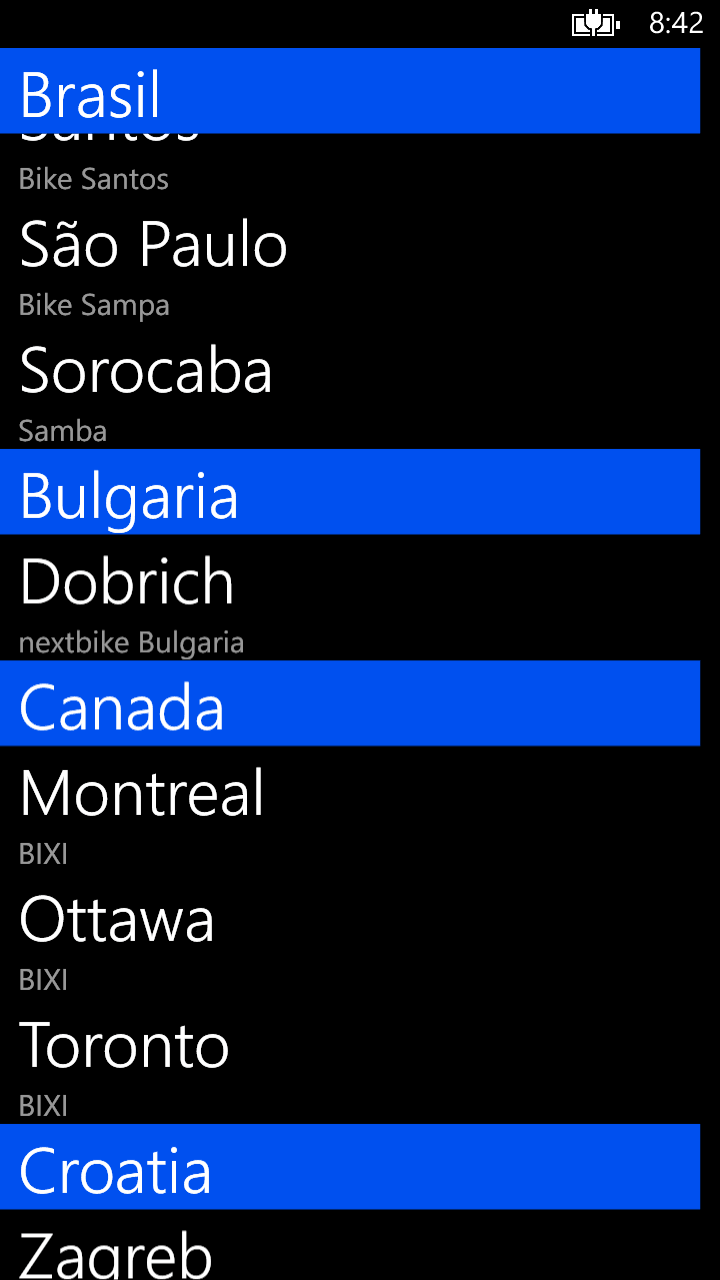 8:42
Brasil
Santos
Bike Santos
São Paulo
Bike Sampa
Sorocaba
Samba
Bulgaria
Dobrich
nextbike Bulgaria
Canada
Montreal
BIXI
Ottawa
BIXI
Toronto
BIXI
Croatia
Zagreb